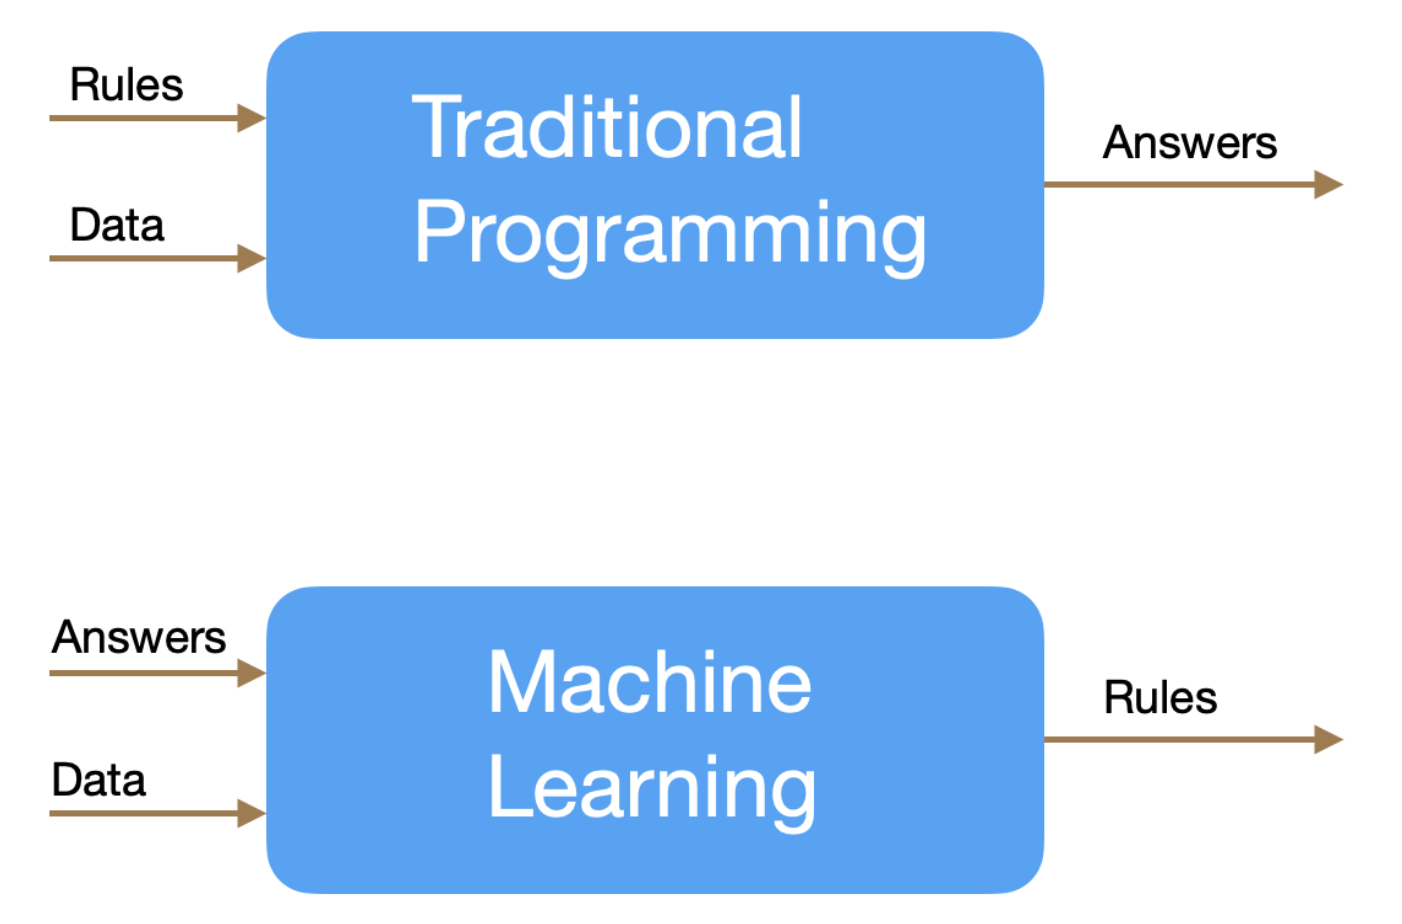 Rules
Data
Traditional
Programming
Answers
Answers
Data
Machine
Learning
Rules